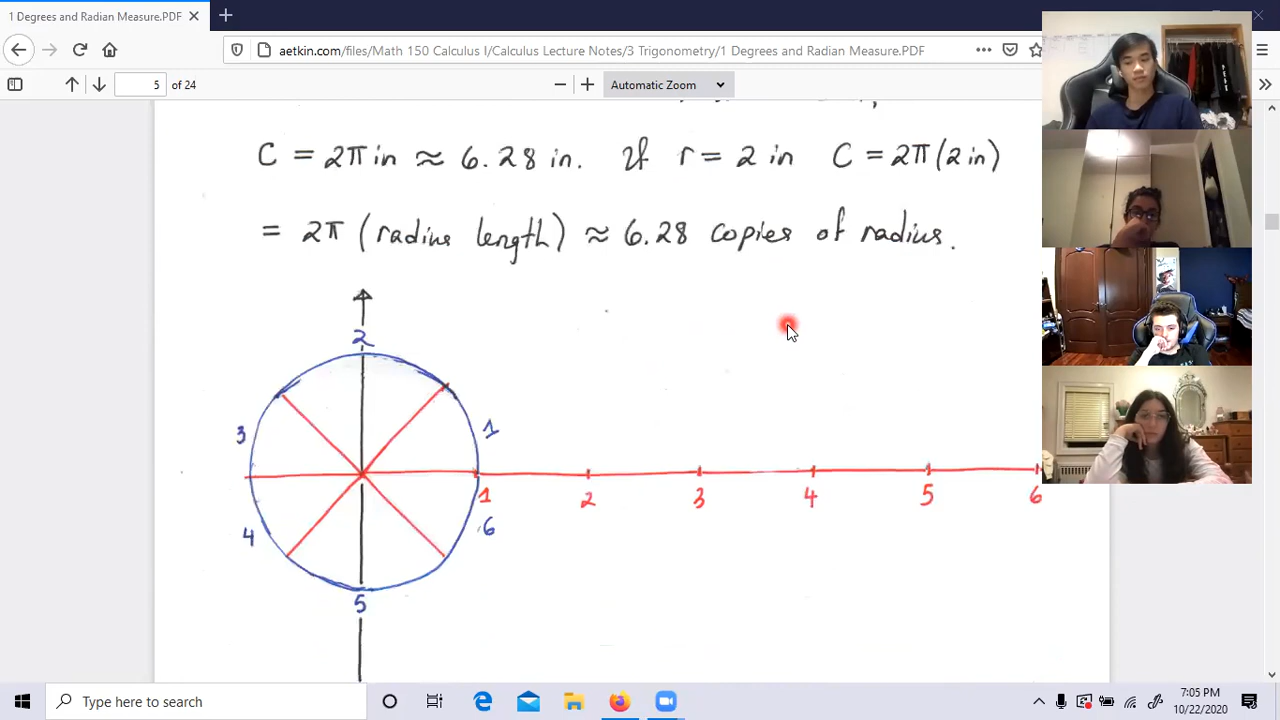 1 Degrees and Radian Measure.PDF
aetkin.com/Files/Math 150 Calculus/Precalculus Lecture Notes/3 Trigonometry/1 Degrees and Radian Measure.PDF
5 of 24 Automatic Zoom
C = 2π in ≈ 6.28 in. If r = 2 in C = 2π(2 in)
= 2π (radius length) ≈ 6.28 copies of radius.
2
3 1
1 2 3 4 5 6
4 6
5
Type here to search
7:05 PM
10/22/2020